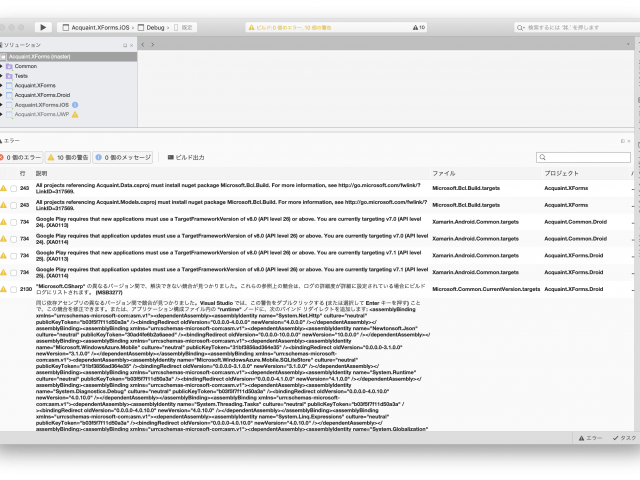 Acquaint.XForms.iOS > Debug > 既定
ビルド: 0 個のエラー、10 個の警告
10
検索するには '⌘.' を押します
ソリューション
Acquaint.XForms (master)
Common
Tests
Acquaint.XForms
Acquaint.XForms.Droid
Acquaint.XForms.iOS
Acquaint.XForms.UWP
エラー
0 個のエラー
10 個の警告
0 個のメッセージ
ビルド出力
行 説明 ファイル プロジェクト
243 All projects referencing Acquaint.Data.csproj must install nuget package Microsoft.Bcl.Build. For more information, see http://go.microsoft.com/fwlink/?LinkID=317569. Microsoft.Bcl.Build.targets Acquaint.XForms
243 All projects referencing Acquaint.Models.csproj must install nuget package Microsoft.Bcl.Build. For more information, see http://go.microsoft.com/fwlink/?LinkID=317569. Microsoft.Bcl.Build.targets Acquaint.XForms
734 Google Play requires that new applications must use a TargetFrameworkVersion of v8.0 (API level 26) or above. You are currently targeting v7.0 (API level 24). (XA0113) Xamarin.Android.Common.targets Acquaint.Common.Droid
734 Google Play requires that application updates must use a TargetFrameworkVersion of v8.0 (API level 26) or above. You are currently targeting v7.0 (API level 24). (XA0114) Xamarin.Android.Common.targets Acquaint.Common.Droid
734 Google Play requires that new applications must use a TargetFrameworkVersion of v8.0 (API level 26) or above. You are currently targeting v7.1 (API level 25). (XA0113) Xamarin.Android.Common.targets Acquaint.XForms.Droid
734 Google Play requires that application updates must use a TargetFrameworkVersion of v8.0 (API level 26) or above. You are currently targeting v7.1 (API level 25). (XA0114) Xamarin.Android.Common.targets Acquaint.XForms.Droid
2100 "Microsoft.CSharp" の異なるバージョン間で、解決できない競合が見つかりました。これらの参照上の競合は、ログの詳細度が詳細に設定されている場合にビルド ログにリストされます。 (MSB3277) Microsoft.Common.CurrentVersion.targets Acquaint.XForms.Droid
同じ依存アセンブリの異なるバージョン間で競合が見つかりました。Visual Studio では、この警告をダブルクリックする (または選択して Enter キーを押す) こと
で、この競合を修正できます。または、アプリケーション構成ファイル内の "runtime" ノードに、次のバインド リダイレクトを追加します: <assemblyBinding
xmlns="urn:schemas-microsoft-com:asm.v1"><dependentAssembly><assemblyIdentity name="System.Net.Http" culture="neutral"
publicKeyToken="b03f5f7f11d50a3a" /><bindingRedirect oldVersion="0.0.0.0-4.0.0.0" newVersion="4.0.0.0" /></dependentAssembly></
assemblyBinding><assemblyBinding xmlns="urn:schemas-microsoft-com:asm.v1"><dependentAssembly><assemblyIdentity name="Newtonsoft.Json"
culture="neutral" publicKeyToken="30ad4fe6b2a6aeed" /><bindingRedirect oldVersion="0.0.0.0-10.0.0.0" newVersion="10.0.0.0" /></dependentAssembly></
assemblyBinding><assemblyBinding xmlns="urn:schemas-microsoft-com:asm.v1"><dependentAssembly><assemblyIdentity
name="Microsoft.WindowsAzure.Mobile" culture="neutral" publicKeyToken="31bf3856ad364e35" /><bindingRedirect oldVersion="0.0.0.0-3.1.0.0"
newVersion="3.1.0.0" /></dependentAssembly></assemblyBinding><assemblyBinding xmlns="urn:schemas-microsoft-
com:asm.v1"><dependentAssembly><assemblyIdentity name="Microsoft.WindowsAzure.Mobile.SQLiteStore" culture="neutral"
publicKeyToken="31bf3856ad364e35" /><bindingRedirect oldVersion="0.0.0.0-3.1.0.0" newVersion="3.1.0.0" /></dependentAssembly></
assemblyBinding><assemblyBinding xmlns="urn:schemas-microsoft-com:asm.v1"><dependentAssembly><assemblyIdentity name="System.Runtime"
culture="neutral" publicKeyToken="b03f5f7f11d50a3a" /><bindingRedirect oldVersion="0.0.0.0-4.1.0.0" newVersion="4.1.0.0" /></dependentAssembly></
assemblyBinding><assemblyBinding xmlns="urn:schemas-microsoft-com:asm.v1"><dependentAssembly><assemblyIdentity
name="System.Diagnostics.Debug" culture="neutral" publicKeyToken="b03f5f7f11d50a3a" /><bindingRedirect oldVersion="0.0.0.0-4.0.10.0"
newVersion="4.0.10.0" /></dependentAssembly></assemblyBinding><assemblyBinding xmlns="urn:schemas-microsoft-
com:asm.v1"><dependentAssembly><assemblyIdentity name="System.Threading.Tasks" culture="neutral" publicKeyToken="b03f5f7f11d50a3a" /
><bindingRedirect oldVersion="0.0.0.0-4.0.10.0" newVersion="4.0.10.0" /></dependentAssembly></assemblyBinding><assemblyBinding
xmlns="urn:schemas-microsoft-com:asm.v1"><dependentAssembly><assemblyIdentity name="System.Linq.Expressions" culture="neutral"
publicKeyToken="b03f5f7f11d50a3a" /><bindingRedirect oldVersion="0.0.0.0-4.0.10.0" newVersion="4.0.10.0" /></dependentAssembly></
assemblyBinding><assemblyBinding xmlns="urn:schemas-microsoft-com:asm.v1"><dependentAssembly><assemblyIdentity name="System.Globalization"
エラー
タスク